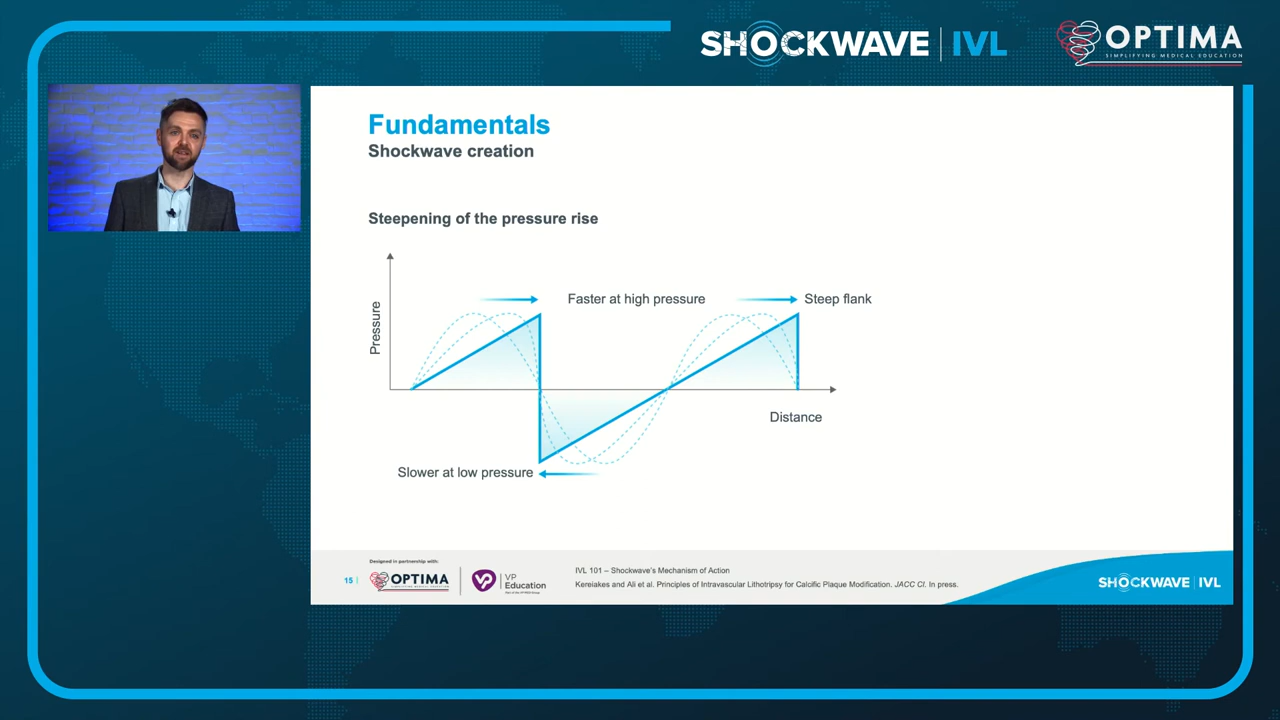 SHOCKWAVE | IVL
OPTIMA
SIMPLIFYING MEDICAL EDUCATION
Fundamentals
Shockwave creation
Steepening of the pressure rise
Pressure
Faster at high pressure
Steep flank
Distance
Slower at low pressure
15 |
Designed in partnership with:
OPTIMA
VP
Education
IVL 101 – Shockwave's Mechanism of Action
Kereiakes and Ali et al. Principles of Intravascular Lithotripsy for Calcific Plaque Modification. JACC CI. In press.
SHOCKWAVE | IVL